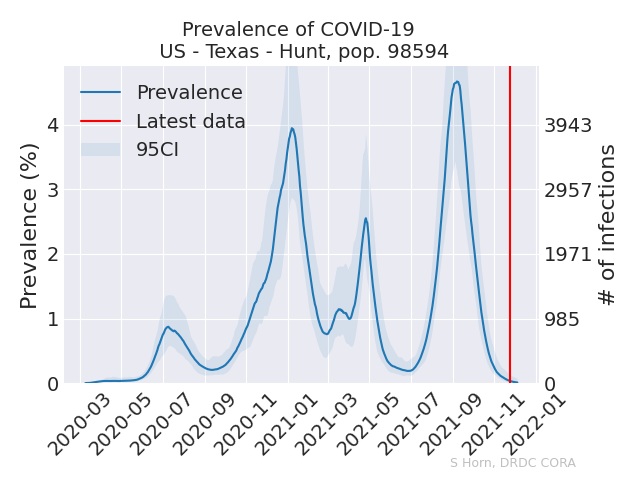 Prevalence of COVID-19
US - Texas - Hunt, pop. 98594
Prevalence
Latest data
95CI
Prevalence (%)
4
3
2
1
0
# of infections
3943
2957
1971
985
0
2020-03
2020-05
2020-07
2020-09
2020-11
2021-01
2021-03
2021-05
2021-07
2021-09
2021-11
2022-01
S Horn, DRDC CORA